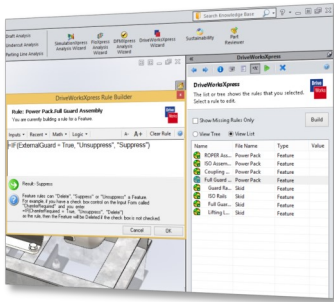 Search Knowledge Base
Draft Analysis
Undercut Analysis
Parting Line Analysis
SimulationXpress Analysis Wizard
FloXpress Analysis Wizard
DFMXpress Analysis Wizard
DriveWorksXpress Wizard
Sustainability
Part Reviewer
DriveWorksXpress
DriveWorksXpress
The list or tree shows the rules that you selected.
Select a rule to edit.
Drive Works
Show Missing Rules Only
Build
View Tree
View List
Name File Name Type Value
ROPER Ass... Power Pack Feature
ISO Assem... Power Pack Feature
Coupling ... Power Pack Feature
Full Guard ... Power Pack Feature
Guard Ra... Skid Feature
ISO Rails Skid Feature
Full Guar... Skid Feature
Lifting L... Skid Feature
DriveWorksXpress Rule Builder
Rule: Power Pack.Full Guard Assembly
You are currently building a rule for a Feature.
Drive Works
Inputs Recent Math Logic A- A+ Clear Rule
=IF(ExternalGuard = True, "Unsuppress", "Suppress")
Result : Suppress
Feature rules can "Delete", "Suppress" or "Unsuppress" a Feature.
For example, if you have a check box control on the Input Form called
"ChamferRequired" and you enter
=IF(ChamferRequired = True, "Unsuppress", "Delete")
as the rule, then the Feature will be Deleted if the check box is not checked.
Cancel
OK